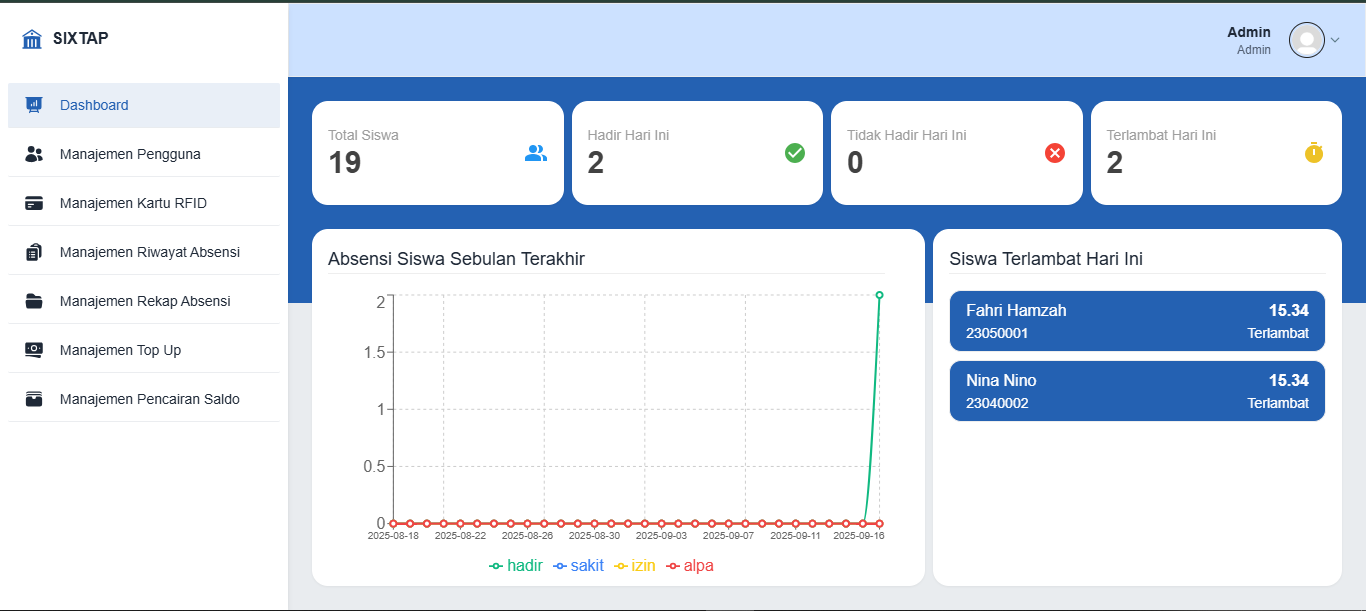 SIXTAP
Admin
Admin
Dashboard
Manajemen Pengguna
Manajemen Kartu RFID
Manajemen Riwayat Absensi
Manajemen Rekap Absensi
Manajemen Top Up
Manajemen Pencairan Saldo
Total Siswa
19
Hadir Hari Ini
2
Tidak Hadir Hari Ini
0
Terlambat Hari Ini
2
Absensi Siswa Sebulan Terakhir
2
1.5
1
0.5
0
2025-08-18 2025-08-22 2025-08-26 2025-08-30 2025-09-03 2025-09-07 2025-09-11 2025-09-16
hadir sakit izin alpa
Siswa Terlambat Hari Ini
Fahri Hamzah 15.34
23050001 Terlambat
Nina Nino 15.34
23040002 Terlambat